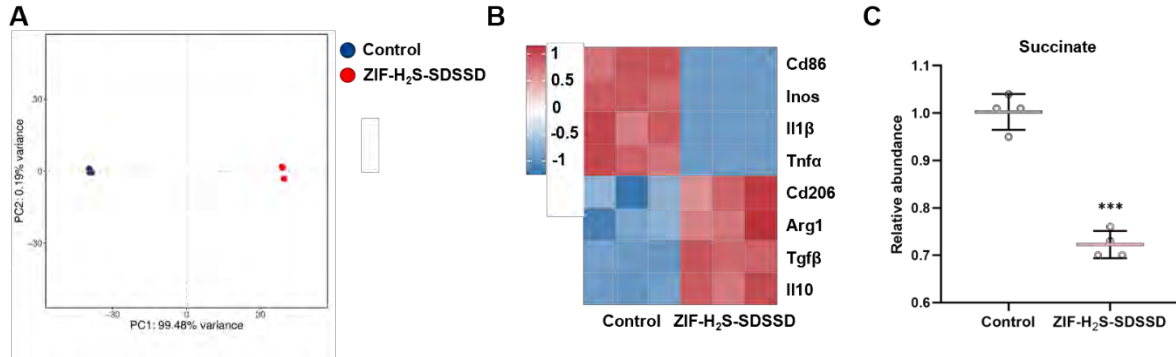 A
Control
ZIF-H₂S-SDSSD
PC2: 0.19% variance
30
0
−30
−30
0
20
PC1: 99.48% variance
B
1
0.5
0
-0.5
-1
Cd86
Inos
Il1β
Tnfα
Cd206
Arg1
Tgfβ
Il10
Control ZIF-H₂S-SDSSD
C
Succinate
Relative abundance
1.1
1.0
0.9
0.8
0.7
0.6
***
Control ZIF-H₂S-SDSSD